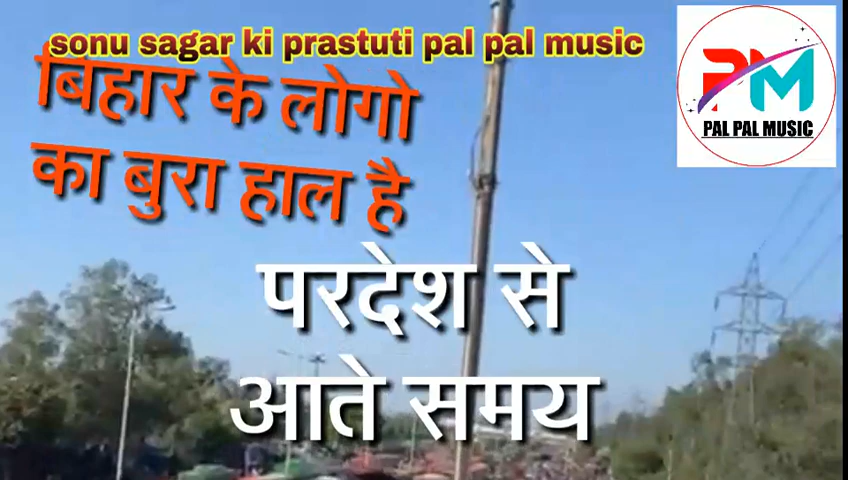 sonu sagar ki prastuti pal pal music
PM
PAL PAL MUSIC
बिहार के लोगो
का बुरा हाल है
परदेश से
आते समय